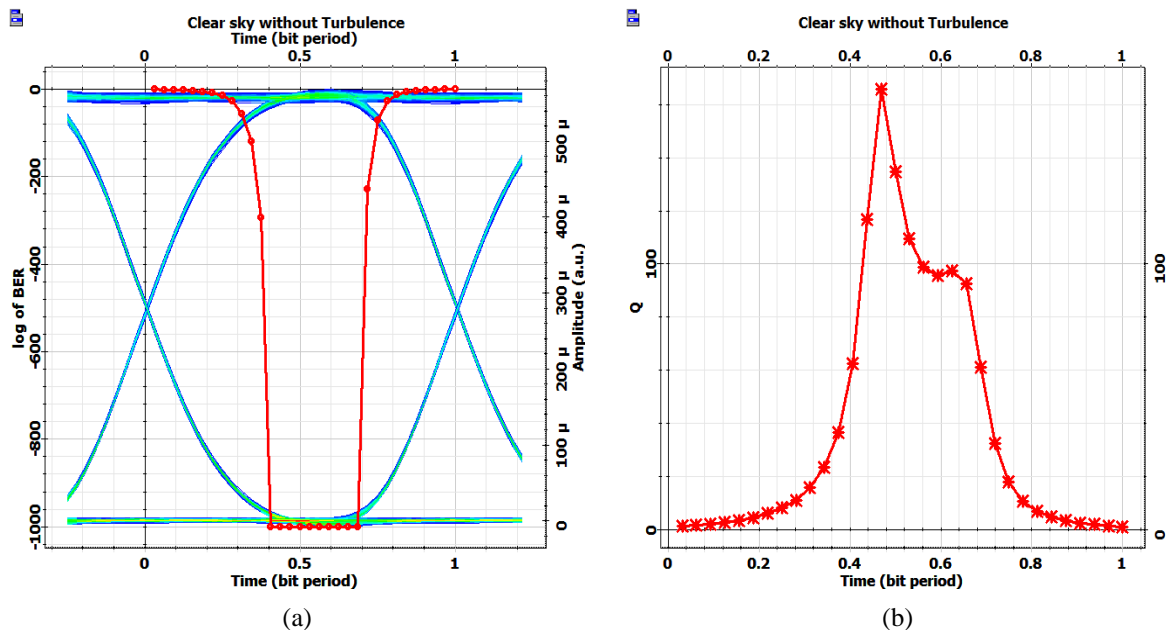 Clear sky without Turbulence
Time (bit period)
0 0.5 1
log of BER
0
-200
-400
-600
-800
-1000
500 µ
400 µ
300 µ
200 µ
1000 µ
0
Amplitude (a.u.)
0 0.5 1
Time (bit period)
(a)
Clear sky without Turbulence
0 0.2 0.4 0.6 0.8 1
Q
100
0
100
0
0 0.2 0.4 0.6 0.8 1
Time (bit period)
(b)